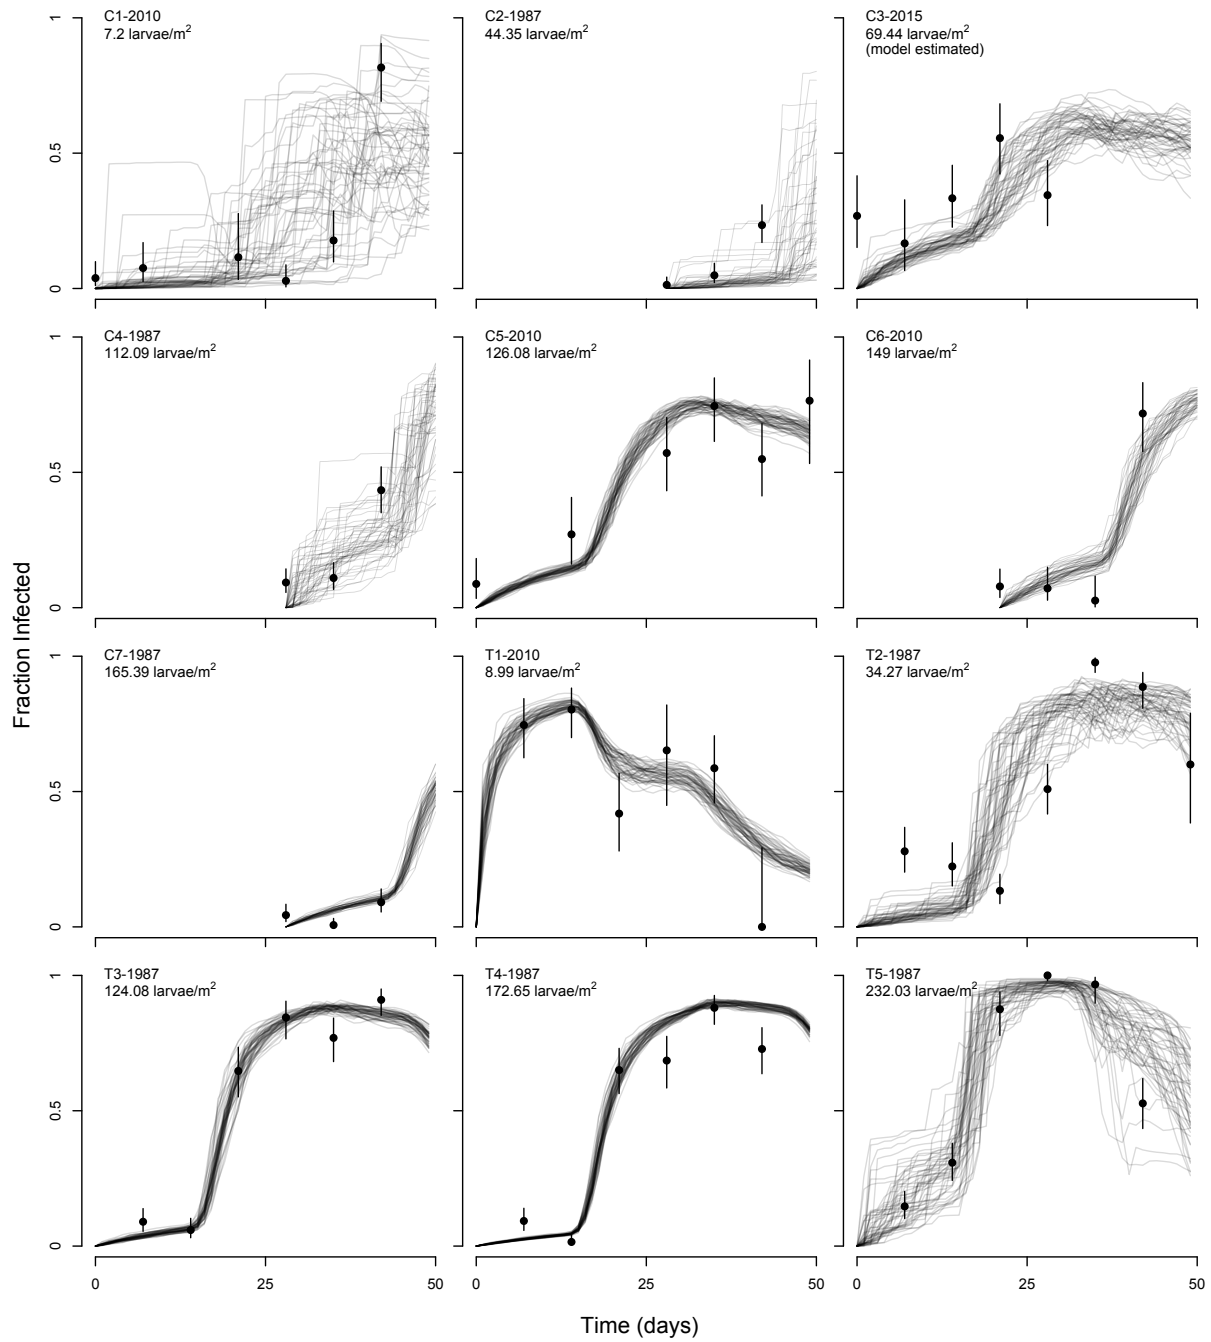 C1-2010
7.2 larvae/m²
C2-1987
44.35 larvae/m²
C3-2015
69.44 larvae/m²
(model estimated)
0
0.5
1
C4-1987
112.09 larvae/m²
C5-2010
126.08 larvae/m²
C6-2010
149 larvae/m²
0
0.5
1
C7-1987
165.39 larvae/m²
T1-2010
8.99 larvae/m²
T2-1987
34.27 larvae/m²
0
0.5
1
T3-1987
124.08 larvae/m²
T4-1987
172.65 larvae/m²
T5-1987
232.03 larvae/m²
0
0.5
1
0 25 50
0 25 50
0 25 50
Fraction Infected
Time (days)